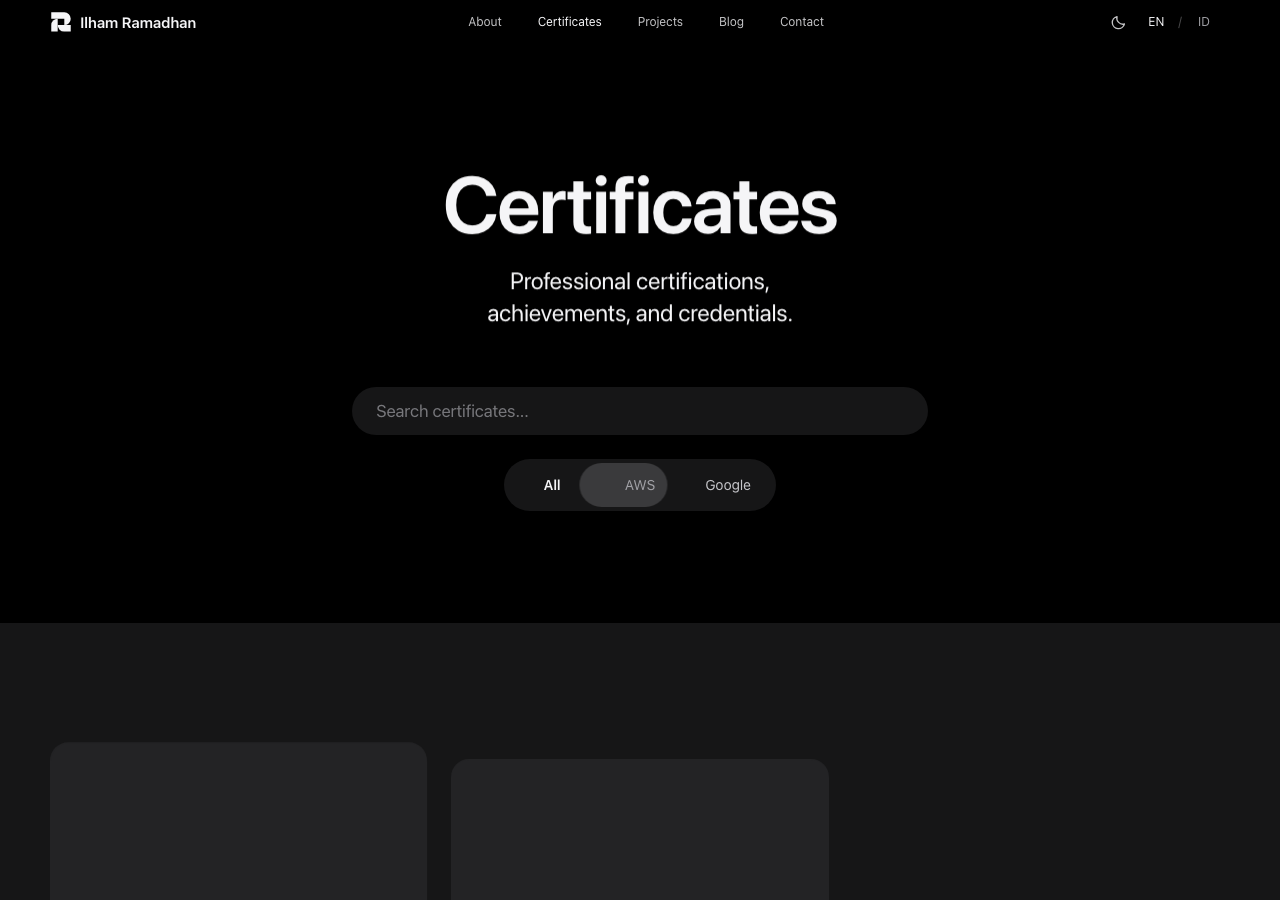 Ilham Ramadhan
About
Certificates
Projects
Blog
Contact
EN / ID
Certificates
Professional certifications,
achievements, and credentials.
Search certificates...
All
AWS
Google